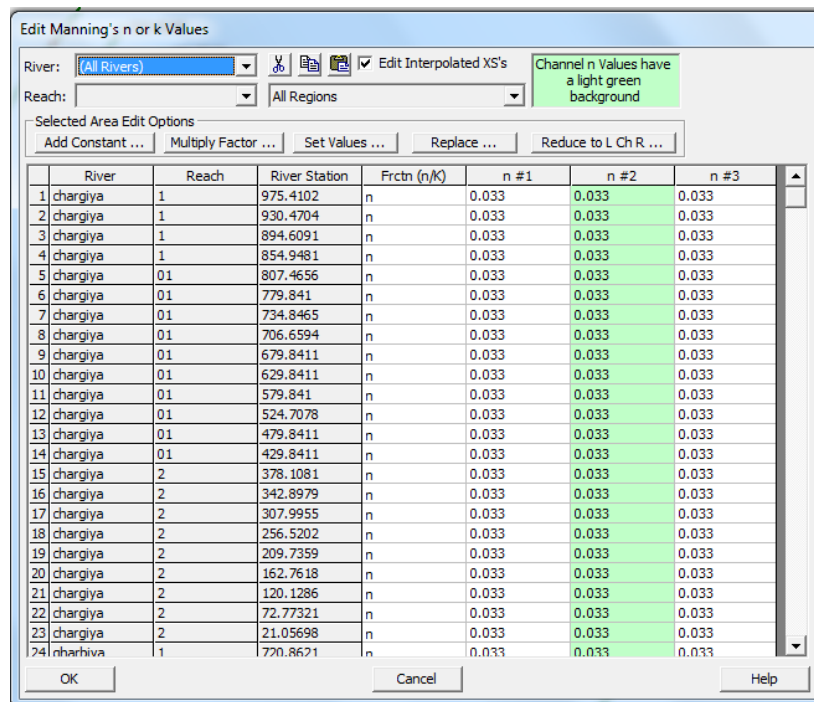 Edit Manning's n or k Values
River: (All Rivers) Edit Interpolated XS's Channel n Values have
a light green
background
Reach: All Regions
Selected Area Edit Options
Add Constant ... Multiply Factor ... Set Values ... Replace ... Reduce to L Ch R ...
River Reach River Station Frctn (n/K) n #1 n #2 n #3
1 chargiya 1 975.4102 n 0.033 0.033 0.033
2 chargiya 1 930.4704 n 0.033 0.033 0.033
3 chargiya 1 894.6091 n 0.033 0.033 0.033
4 chargiya 1 854.9481 n 0.033 0.033 0.033
5 chargiya 01 807.4656 n 0.033 0.033 0.033
6 chargiya 01 779.841 n 0.033 0.033 0.033
7 chargiya 01 734.8465 n 0.033 0.033 0.033
8 chargiya 01 706.6594 n 0.033 0.033 0.033
9 chargiya 01 679.8411 n 0.033 0.033 0.033
10 chargiya 01 629.8411 n 0.033 0.033 0.033
11 chargiya 01 579.841 n 0.033 0.033 0.033
12 chargiya 01 524.7078 n 0.033 0.033 0.033
13 chargiya 01 479.8411 n 0.033 0.033 0.033
14 chargiya 01 429.8411 n 0.033 0.033 0.033
15 chargiya 2 378.1081 n 0.033 0.033 0.033
16 chargiya 2 342.8979 n 0.033 0.033 0.033
17 chargiya 2 307.9955 n 0.033 0.033 0.033
18 chargiya 2 256.5202 n 0.033 0.033 0.033
19 chargiya 2 209.7359 n 0.033 0.033 0.033
20 chargiya 2 162.7618 n 0.033 0.033 0.033
21 chargiya 2 120.1286 n 0.033 0.033 0.033
22 chargiya 2 72.77321 n 0.033 0.033 0.033
23 chargiya 2 21.05698 n 0.033 0.033 0.033
24 gharbiya 1 720.8621 n 0.033 0.033 0.033
OK Cancel Help